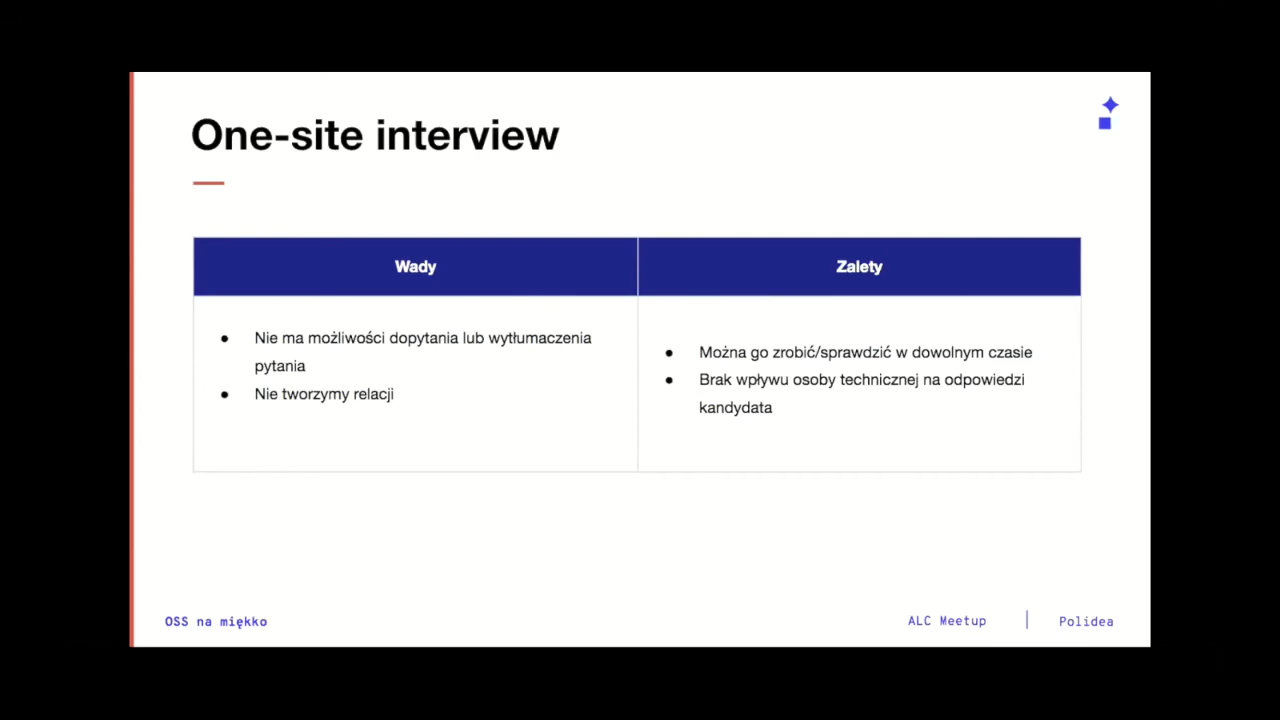 One-site interview
Wady
Zalety
● Nie ma możliwości dopytania lub wytłumaczenia
pytania
● Nie tworzymy relacji
● Można go zrobić/sprawdzić w dowolnym czasie
● Brak wpływu osoby technicznej na odpowiedzi
kandydata
OSS na miękko
ALC Meetup
Polidea